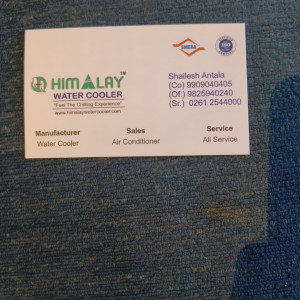 HIMALAY™
WATER COOLER
"Feel The Chilling Experience"
www.himalaywatercooler.com
Shailesh Antala
(Co) 9909040405
(Of.) 9825940240
(Sr.) 0261 2544000
Manufacturer
Water Cooler
Sales
Air Conditioner
Service
All Service